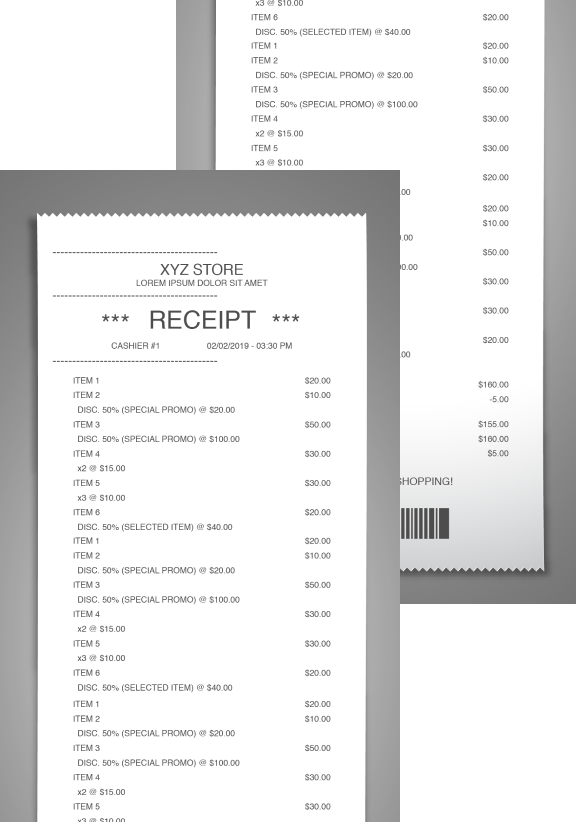 x3 @ $10.00
ITEM 6 $20.00
DISC. 50% (SELECTED ITEM) @ $40.00
ITEM 1 $20.00
ITEM 2 $10.00
DISC. 50% (SPECIAL PROMO) @ $20.00
ITEM 3 $50.00
DISC. 50% (SPECIAL PROMO) @ $100.00
ITEM 4 $30.00
x2 @ $15.00
ITEM 5 $30.00
x3 @ $10.00
$20.00
.00
$20.00
$10.00
0.00
$50.00
00.00
$30.00
$30.00
$20.00
.00
$160.00
-5.00
$155.00
$160.00
$5.00
SHOPPING!
-----------------------------------------
XYZ STORE
LOREM IPSUM DOLOR SIT AMET
-----------------------------------------
*** RECEIPT ***
CASHIER #1 02/02/2019 - 03:30 PM
-----------------------------------------
ITEM 1 $20.00
ITEM 2 $10.00
DISC. 50% (SPECIAL PROMO) @ $20.00
ITEM 3 $50.00
DISC. 50% (SPECIAL PROMO) @ $100.00
ITEM 4 $30.00
x2 @ $15.00
ITEM 5 $30.00
x3 @ $10.00
ITEM 6 $20.00
DISC. 50% (SELECTED ITEM) @ $40.00
ITEM 1 $20.00
ITEM 2 $10.00
DISC. 50% (SPECIAL PROMO) @ $20.00
ITEM 3 $50.00
DISC. 50% (SPECIAL PROMO) @ $100.00
ITEM 4 $30.00
x2 @ $15.00
ITEM 5 $30.00
x3 @ $10.00
ITEM 6 $20.00
DISC. 50% (SELECTED ITEM) @ $40.00
ITEM 1 $20.00
ITEM 2 $10.00
DISC. 50% (SPECIAL PROMO) @ $20.00
ITEM 3 $50.00
DISC. 50% (SPECIAL PROMO) @ $100.00
ITEM 4 $30.00
x2 @ $15.00
ITEM 5 $30.00
x3 @ $10.00